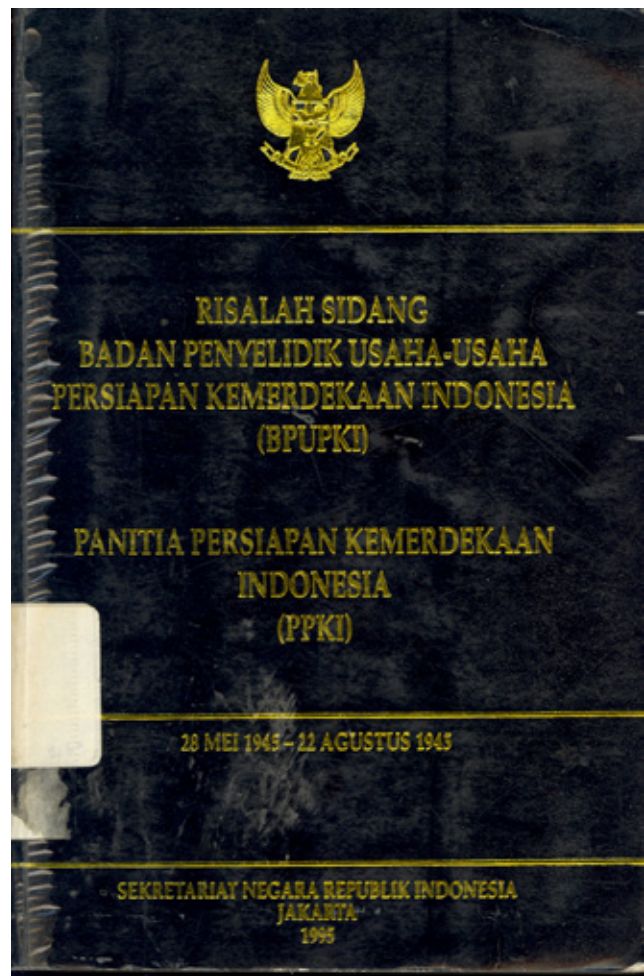 RISALAH SIDANG
BADAN PENYELIDIK USAHA-USAHA
PERSIAPAN KEMERDEKAAN INDONESIA
(BPUPKI)
PANITIA PERSIAPAN KEMERDEKAAN
INDONESIA
(PPKI)
28 MEI 1945 – 22 AGUSTUS 1945
SEKRETARIAT NEGARA REPUBLIK INDONESIA
JAKARTA
1995